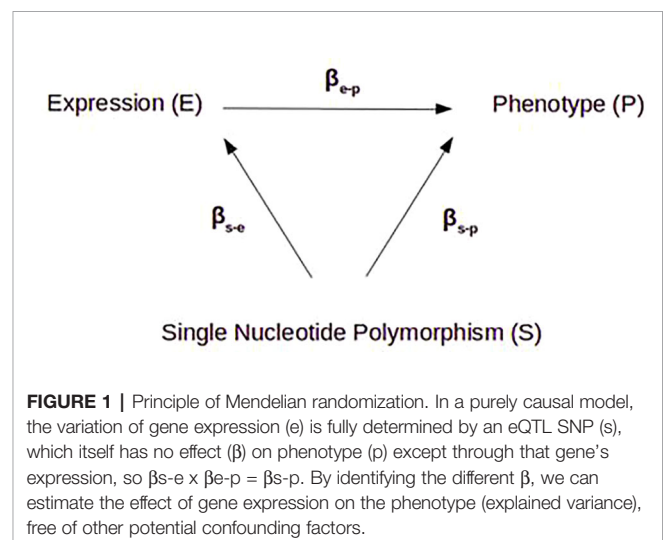 βe-p
Expression (E)
Phenotype (P)
βs-e
βs-p
Single Nucleotide Polymorphism (S)
FIGURE 1 | Principle of Mendelian randomization. In a purely causal model,
the variation of gene expression (e) is fully determined by an eQTL SNP (s),
which itself has no effect (β) on phenotype (p) except through that gene's
expression, so βs-e x βe-p = βs-p. By identifying the different β, we can
estimate the effect of gene expression on the phenotype (explained variance),
free of other potential confounding factors.